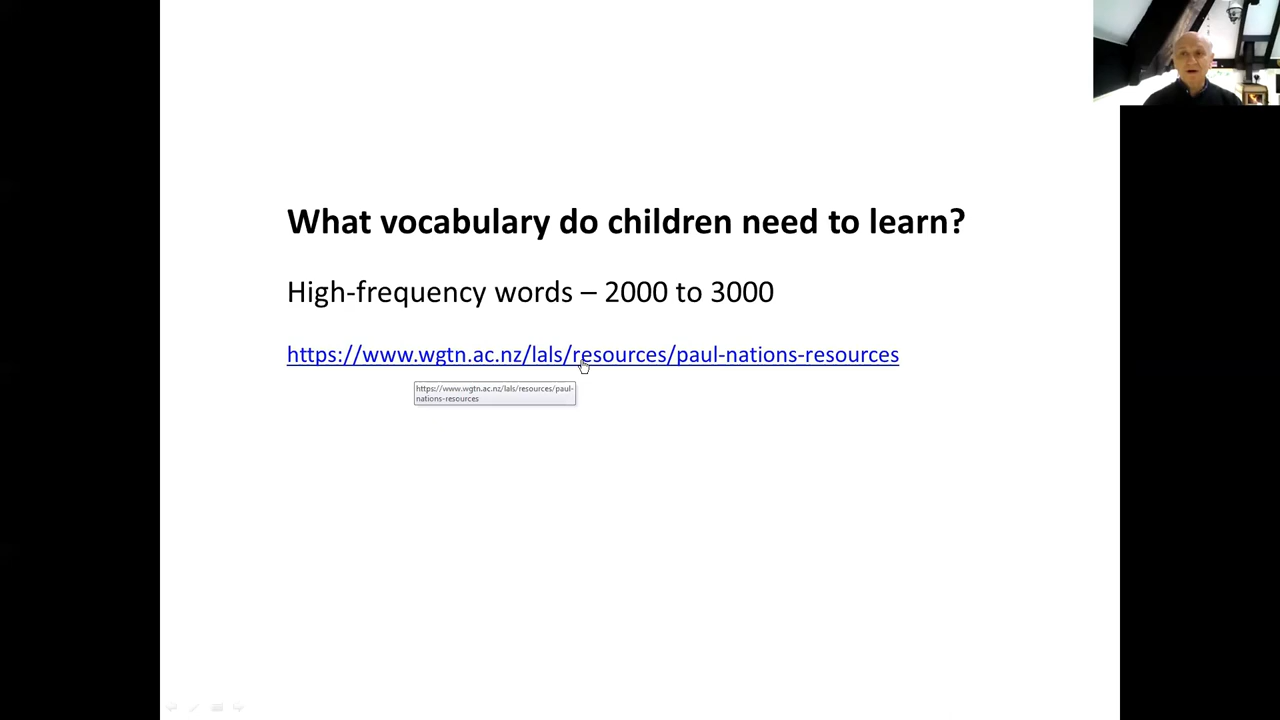 What vocabulary do children need to learn?
High-frequency words – 2000 to 3000
https://www.wgtn.ac.nz/lals/resources/paul-nations-resources
https://www.wgtn.ac.nz/lals/resources/paul-
nations-resources